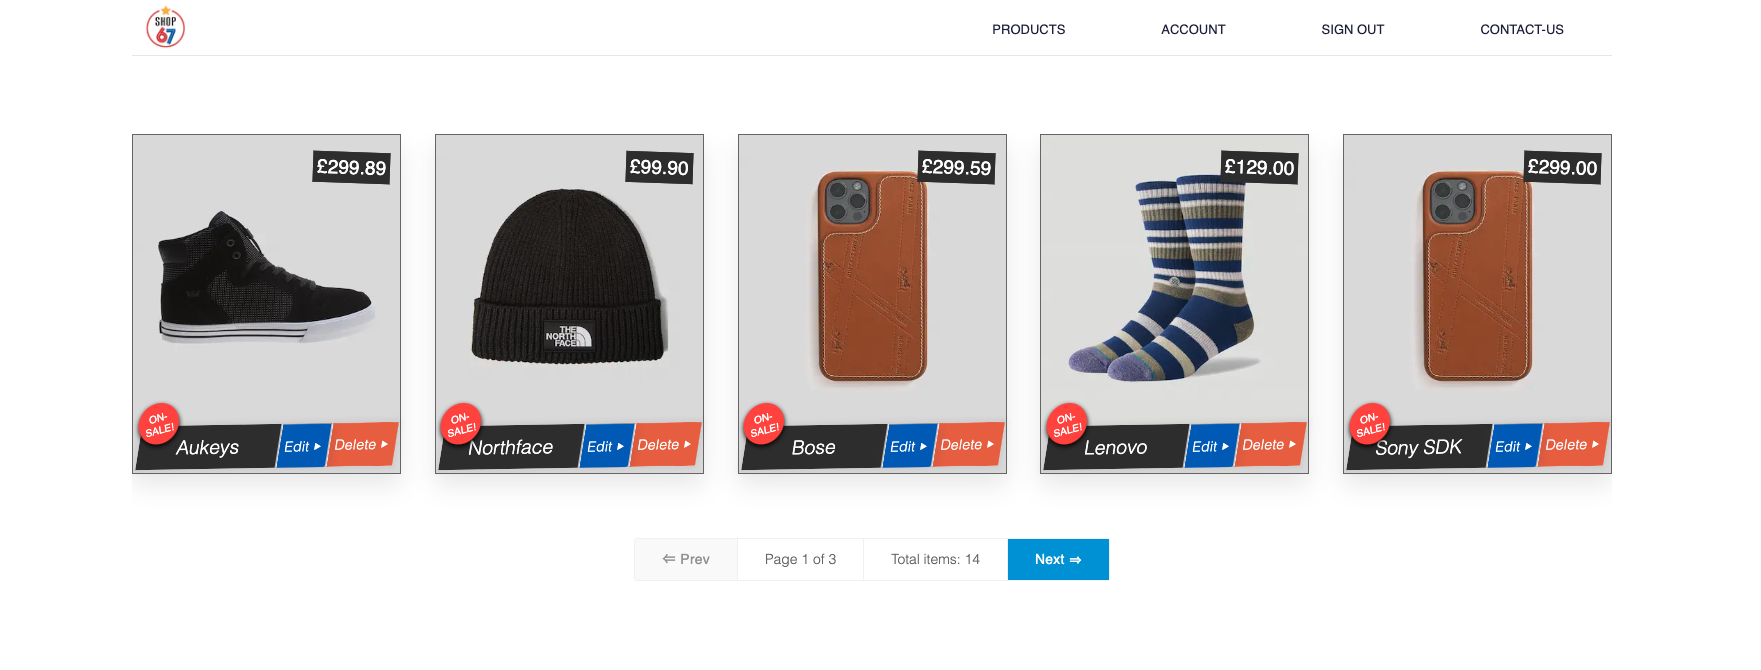 SHOP
67
PRODUCTS
ACCOUNT
SIGN OUT
CONTACT-US
£299.89
ON-
SALE!
Aukeys
Edit ▸
Delete ▸
£99.90
THE
NORTH
FACE
ON-
SALE!
Northface
Edit ▸
Delete ▸
£299.59
ON-
SALE!
Bose
Edit ▸
Delete ▸
£129.00
ON-
SALE!
Lenovo
Edit ▸
Delete ▸
£299.00
ON-
SALE!
Sony SDK
Edit ▸
Delete ▸
⇐ Prev
Page 1 of 3
Total items: 14
Next ⇒